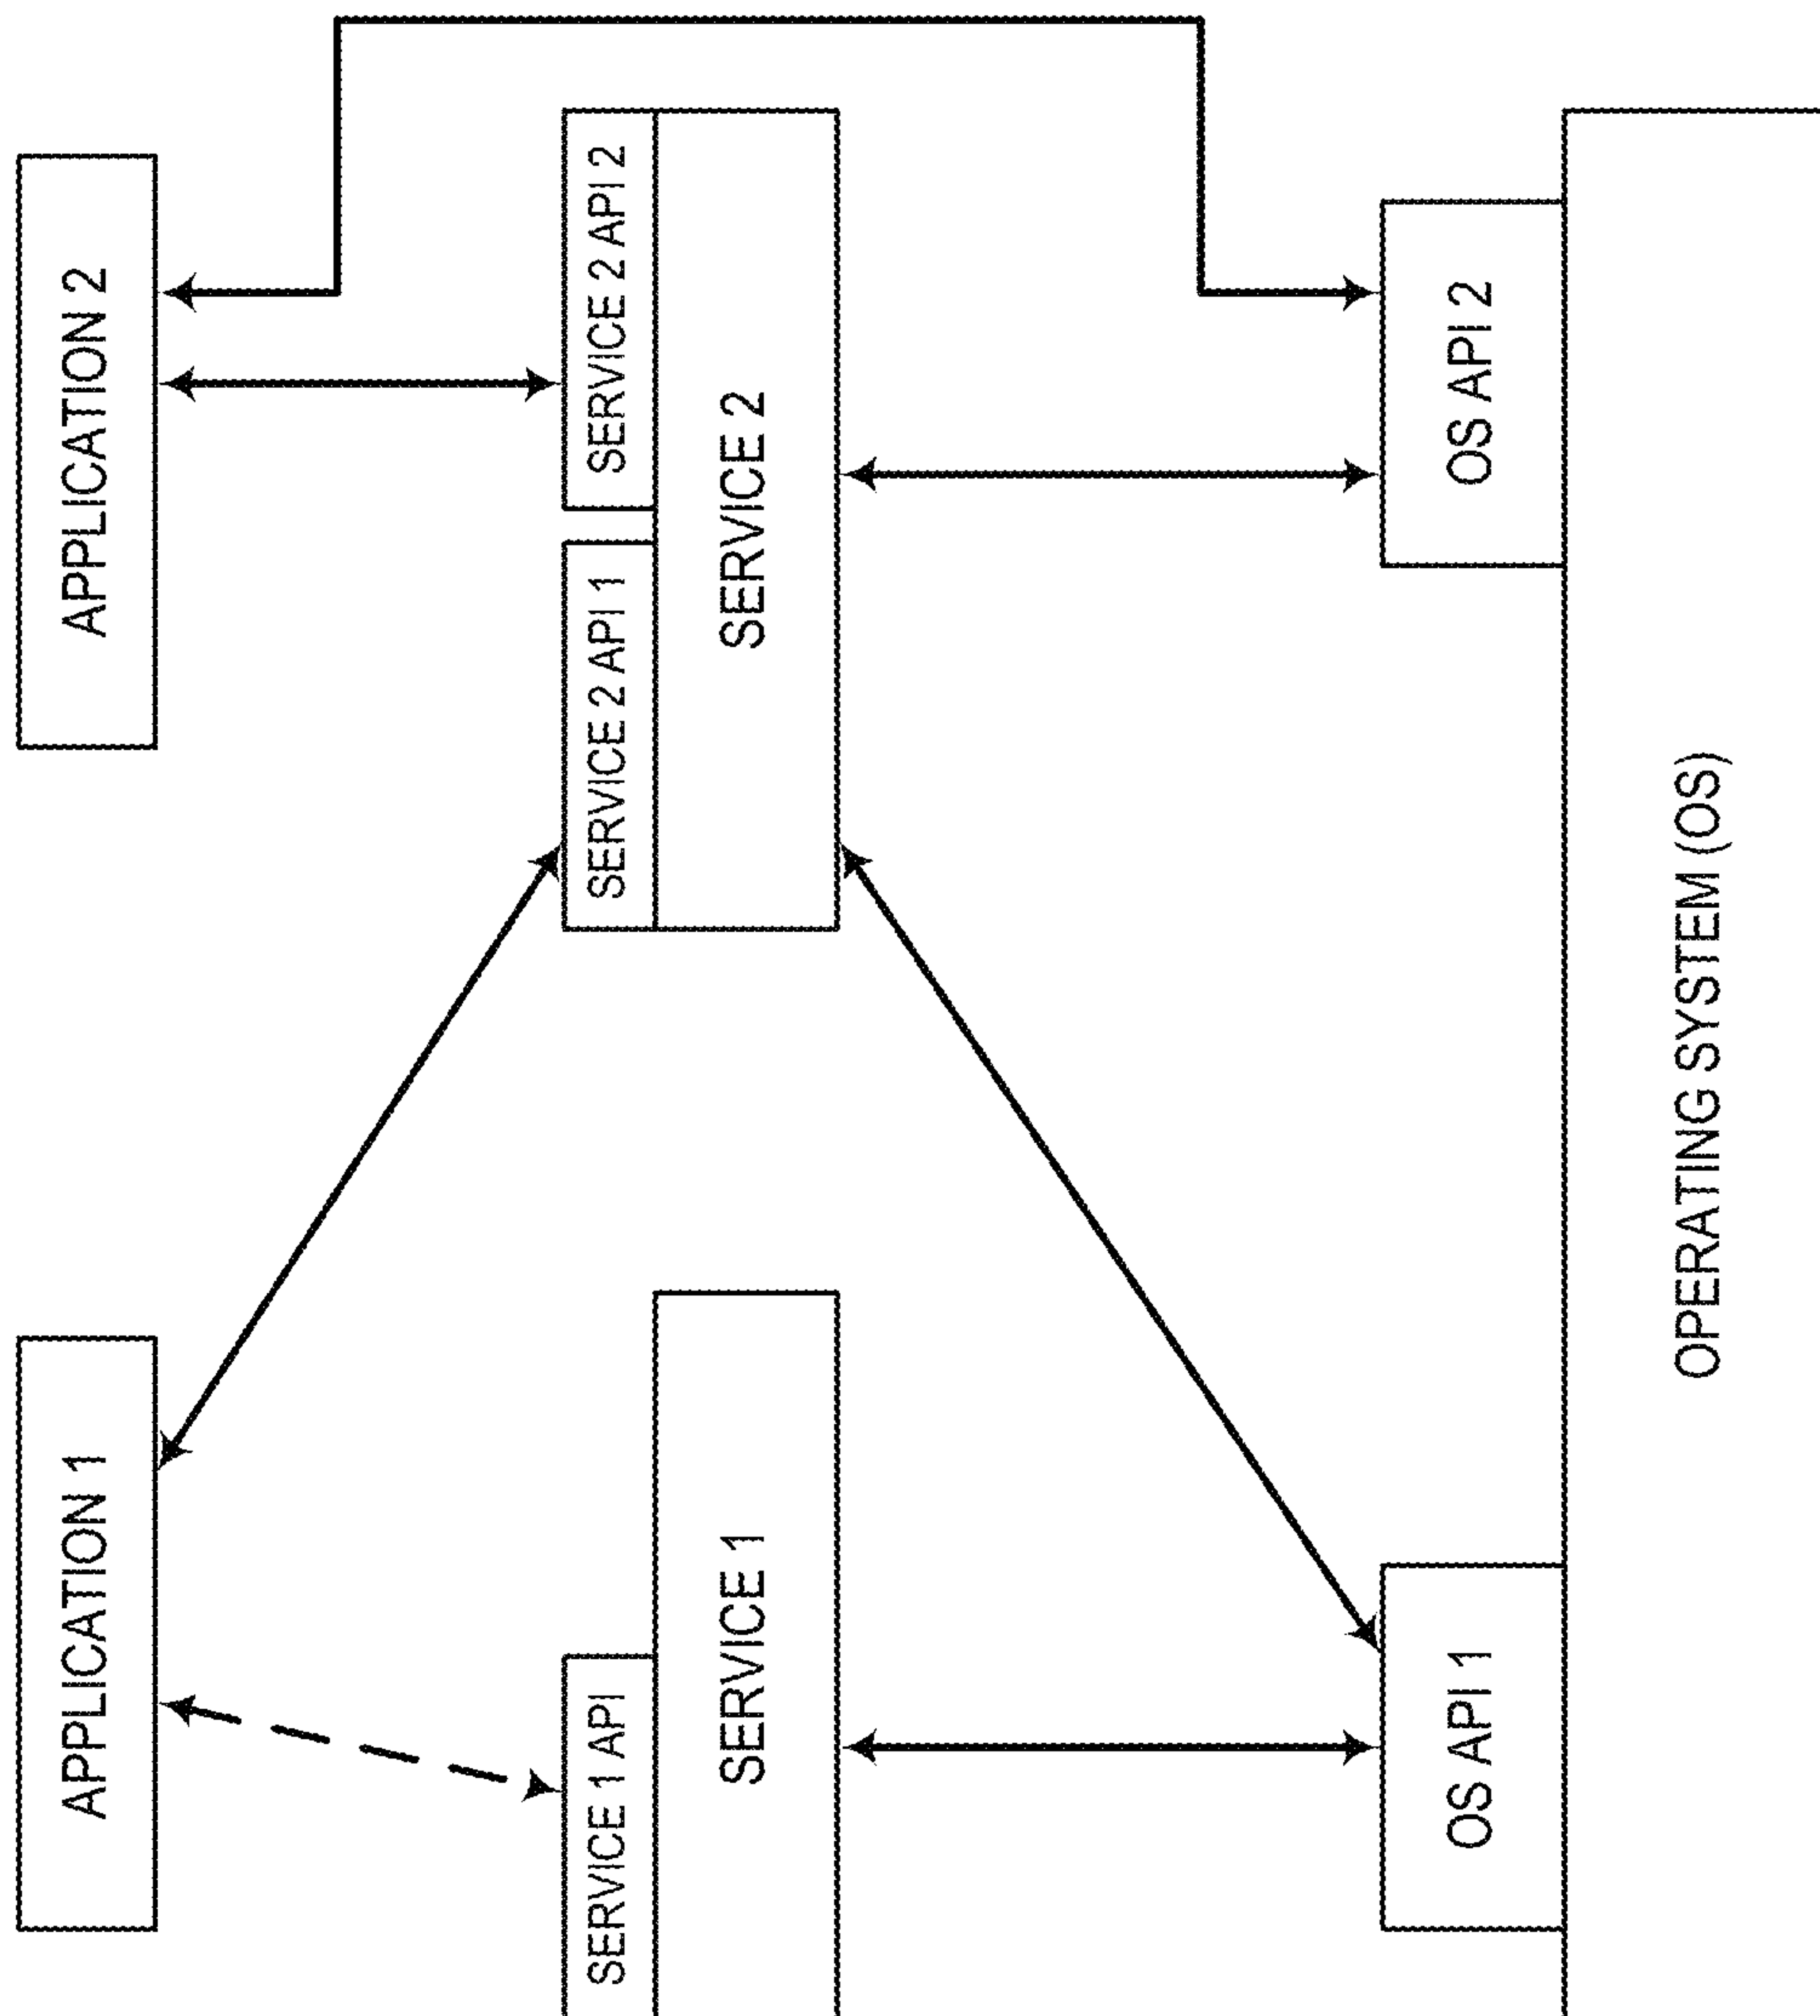 APPLICATION 1
APPLICATION 2
SERVICE 1 API
SERVICE 2 API 1
SERVICE 2 API 2
SERVICE 1
SERVICE 2
OS API 1
OS API 2
OPERATING SYSTEM (OS)